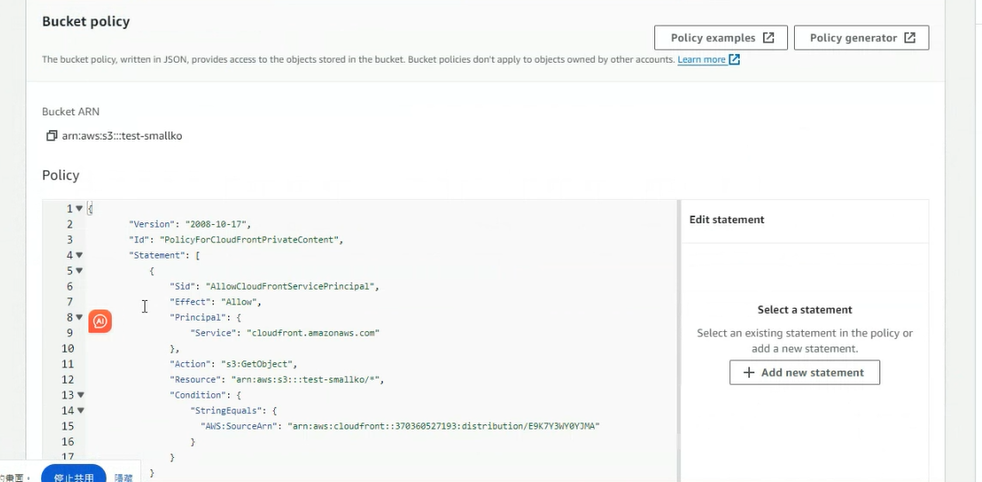 Bucket policy
Policy examples
Policy generator
The bucket policy, written in JSON, provides access to the objects stored in the bucket. Bucket policies don't apply to objects owned by other accounts. Learn more
Bucket ARN
arn:aws:s3:::test-smallko
Policy
1 {
2 "Version": "2008-10-17",
3 "Id": "PolicyForCloudFrontPrivateContent",
4 "Statement": [
5 {
6 "Sid": "AllowCloudFrontServicePrincipal",
7 "Effect": "Allow",
8 "Principal": {
9 "Service": "cloudfront.amazonaws.com"
10 },
11 "Action": "s3:GetObject",
12 "Resource": "arn:aws:s3:::test-smallko/*",
13 "Condition": {
14 "StringEquals": {
15 "AWS:SourceArn": "arn:aws:cloudfront::370360527193:distribution/E9K7Y3WY0YJMA"
16 }
17 }
}
AI
Edit statement
Select a statement
Select an existing statement in the policy or
add a new statement.
+ Add new statement
的畫面。
停止共用
隱藏